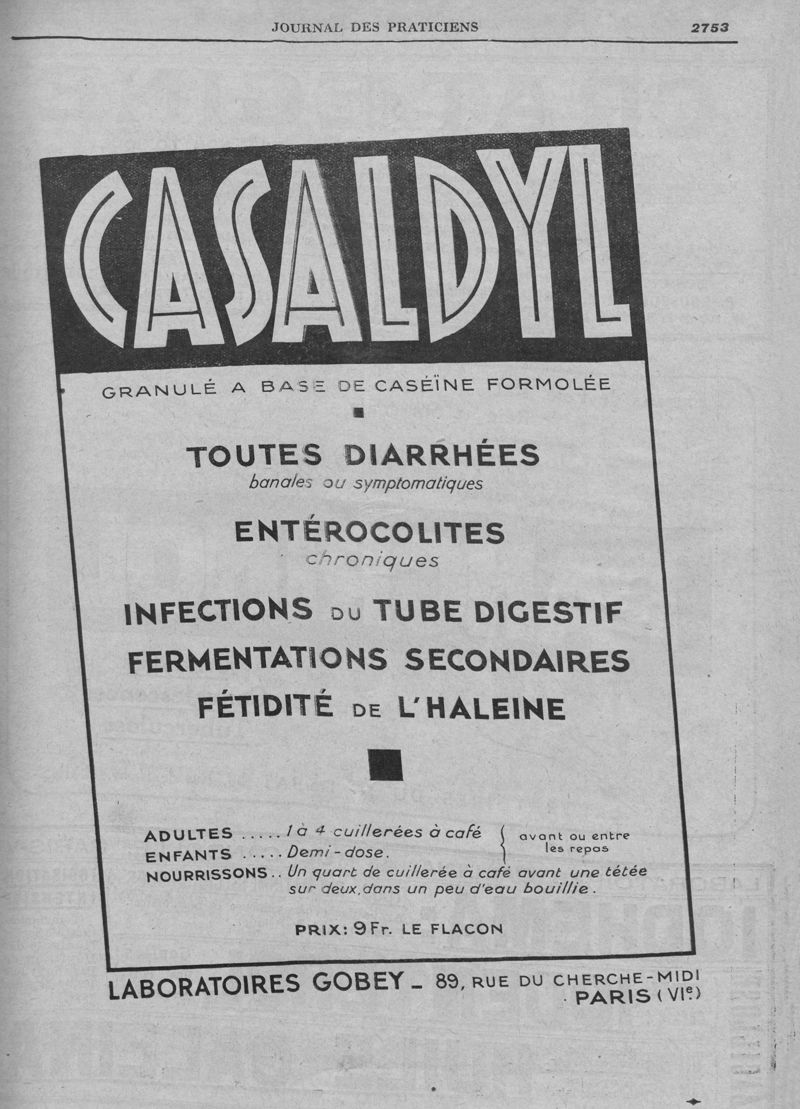 JOURNAL DES PRATICIENS 2753
CASALDYL
GRANULÉ A BASE DE CASÉÏNE FORMOLÉE
TOUTES DIARRHÉES
banales ou symptomatiques
ENTÉROCOLITES
chroniques
INFECTIONS DU TUBE DIGESTIF
FERMENTATIONS SECONDAIRES
FÉTIDITÉ DE L'HALEINE
ADULTES ..... 1 à 4 cuillerées à café { avant ou entre
ENFANTS ..... Demi-dose. les repas
NOURRISSONS.. Un quart de cuillerée à café avant une tétée
sur deux, dans un peu d'eau bouillie.
PRIX: 9 Fr. LE FLACON
LABORATOIRES GOBEY _ 89, RUE DU CHERCHE-MIDI
PARIS (VIe)